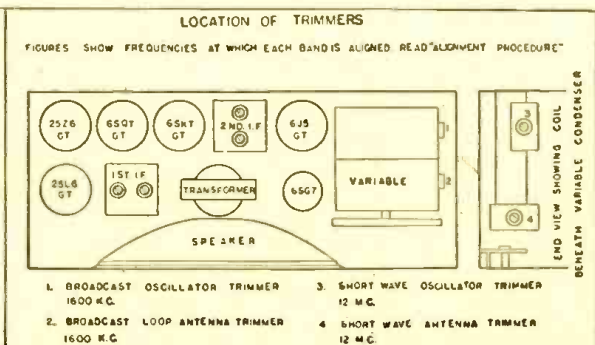 LOCATION OF TRIMMERS
FIGURES SHOW FREQUENCIES AT WHICH EACH BAND IS ALIGNED READ "ALIGNMENT PROCEDURE"
25Z6 GT
6SQ7 GT
6SK7 GT
2ND. I.F
6J5 GT
1
25L6 GT
1ST I F
TRANSFORMER
6SG7
VARIABLE
2
SPEAKER
3
4
END VIEW SHOWING COIL
BENEATH VARIABLE CONDENSER
1. BROADCAST OSCILLATOR TRIMMER
1600 K.C.
2. BROADCAST LOOP ANTENNA TRIMMER
1600 K.C.
3. SHORT WAVE OSCILLATOR TRIMMER
12 M.C.
4 SHORT WAVE ANTENNA TRIMMER
12 M.C.